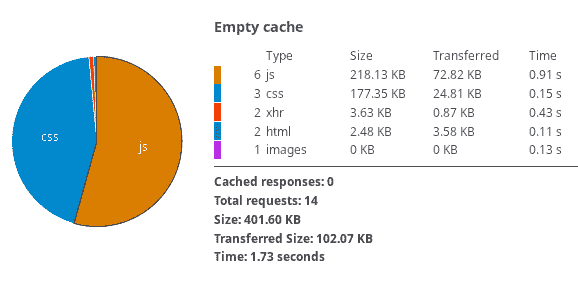 Empty cache
Type Size Transferred Time
6 js 218.13 KB 72.82 KB 0.91 s
3 css 177.35 KB 24.81 KB 0.15 s
2 xhr 3.63 KB 0.87 KB 0.43 s
2 html 2.48 KB 3.58 KB 0.11 s
1 images 0 KB 0 KB 0.13 s
css
js
Cached responses: 0
Total requests: 14
Size: 401.60 KB
Transferred Size: 102.07 KB
Time: 1.73 seconds